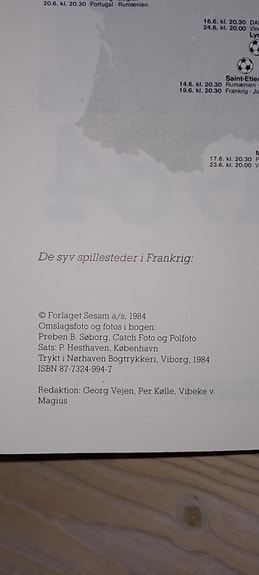 20.6. kl. 20.30 Portugal - Rumænien
16.6. kl. 20.30
24.6. kl. 20.00
Saint-Etie
14.6. kl. 20.30 Rumænien -
19.6. kl. 20.30 Frankrig - Ju
17.6. kl. 20.30 P
23.6. kl. 20.00 V
De syv spillesteder i Frankrig:
© Forlaget Sesam a/s, 1984
Omslagsfoto og fotos i bogen:
Preben B. Søborg, Catch Foto og Polfoto
Sats: P. Hesthaven, København
Trykt i Nørhaven Bogtrykkeri, Viborg, 1984
ISBN 87-7324-994-7
Redaktion: Georg Vejen, Per Kølle, Vibeke v.
Magius